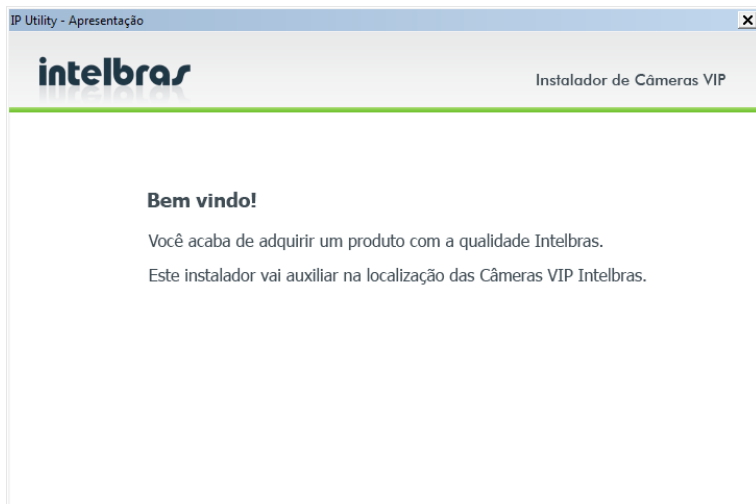 IP Utility - Apresentação
intelbras
Instalador de Câmeras VIP
Bem vindo!
Você acaba de adquirir um produto com a qualidade Intelbras.
Este instalador vai auxiliar na localização das Câmeras VIP Intelbras.